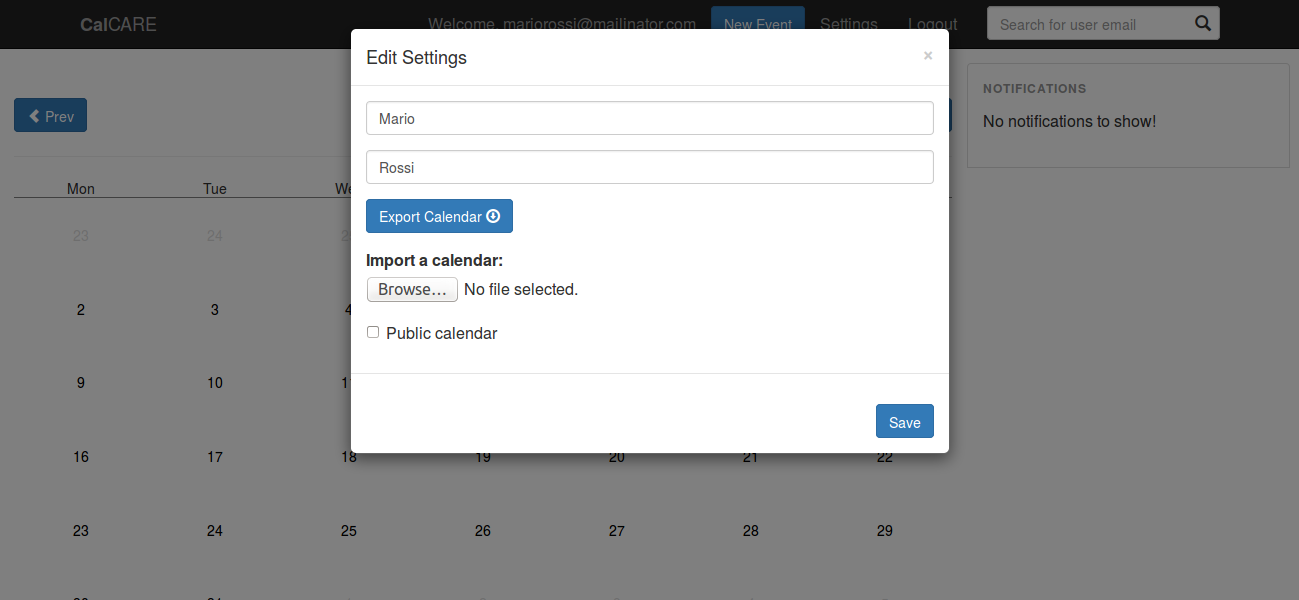 CalCARE
Welcome, mariorossi@mailinator.com
New Event
Settings
Logout
Search for user email
Edit Settings
×
Mario
Rossi
Export Calendar
Import a calendar:
Browse... No file selected.
Public calendar
Save
NOTIFICATIONS
No notifications to show!
Prev
Mon Tue We
23 24
2 3 4
9 10 11
16 17 18 19 20 21 22
23 24 25 26 27 28 29